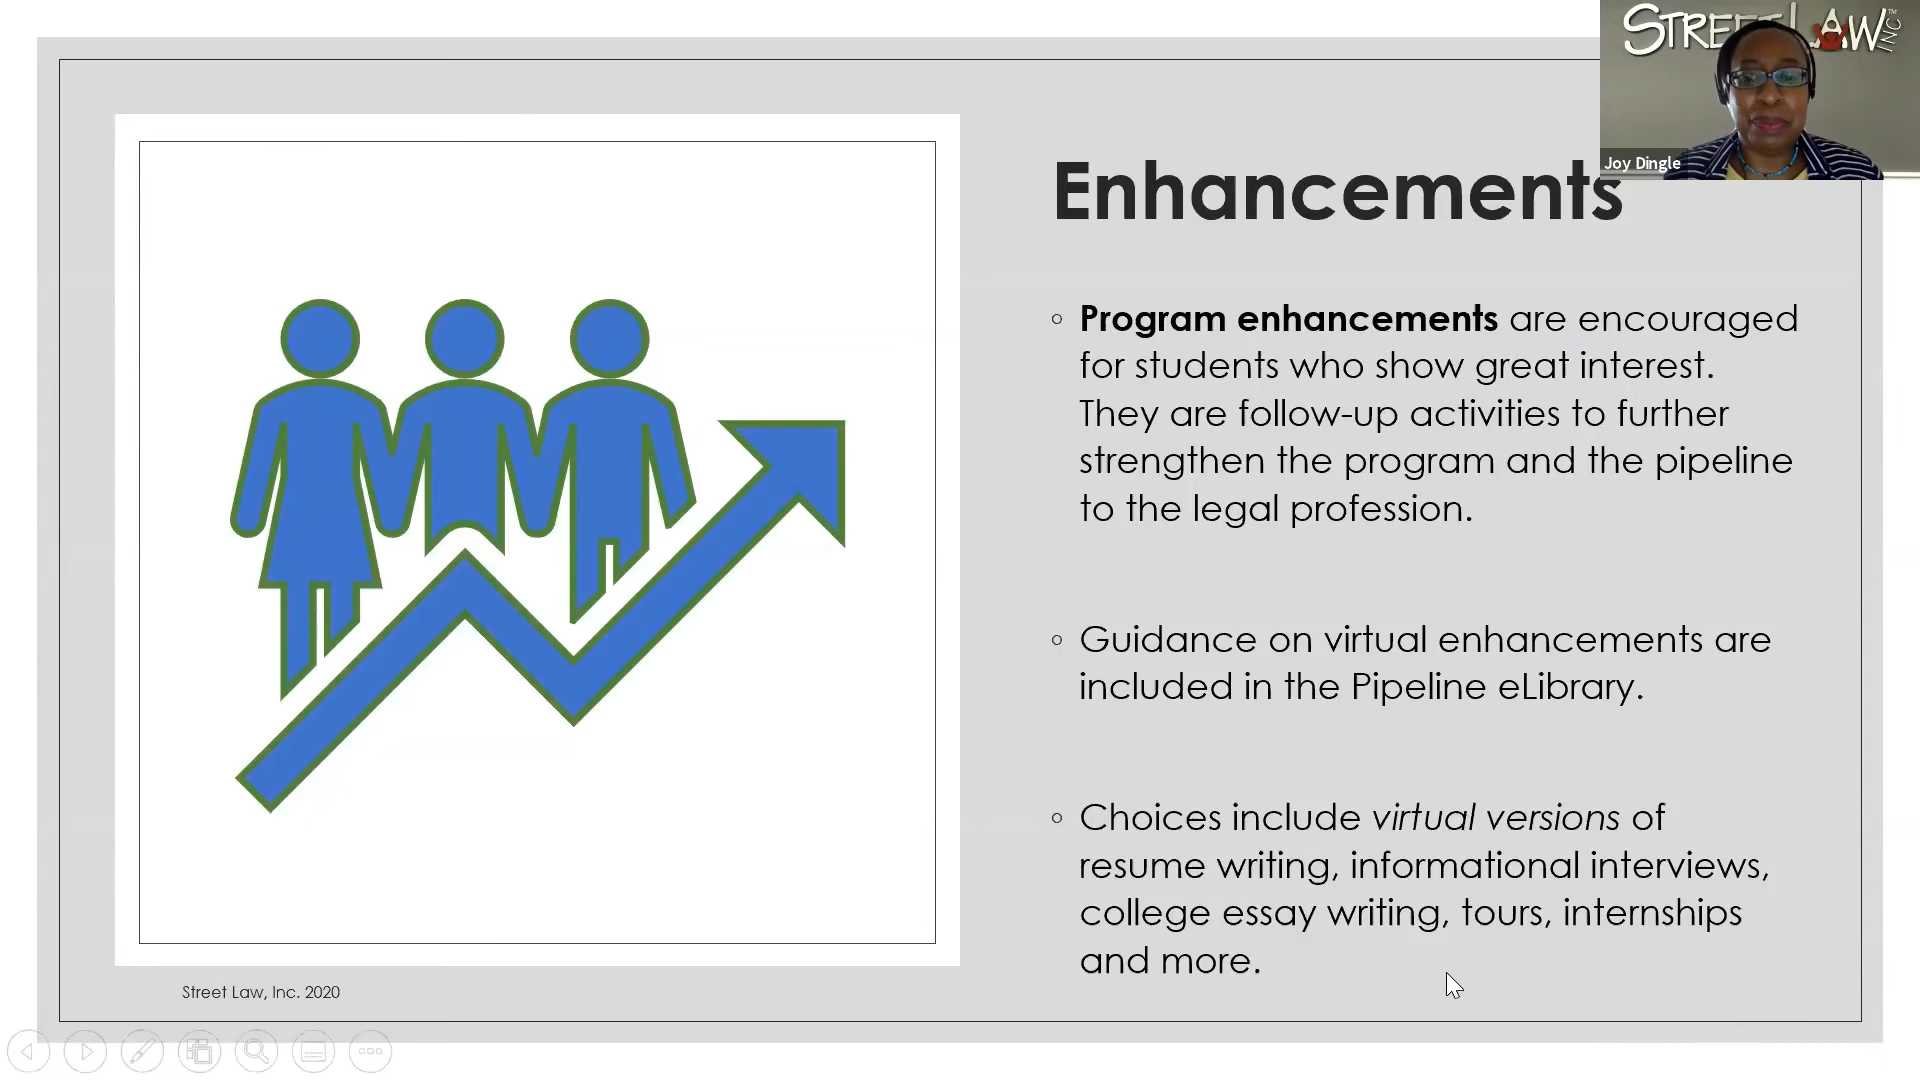 STREET LAW INC™
Joy Dingle
Enhancements
Program enhancements are encouraged
for students who show great interest.
They are follow-up activities to further
strengthen the program and the pipeline
to the legal profession.
Guidance on virtual enhancements are
included in the Pipeline eLibrary.
Choices include virtual versions of
resume writing, informational interviews,
college essay writing, tours, internships
and more.
Street Law, Inc. 2020